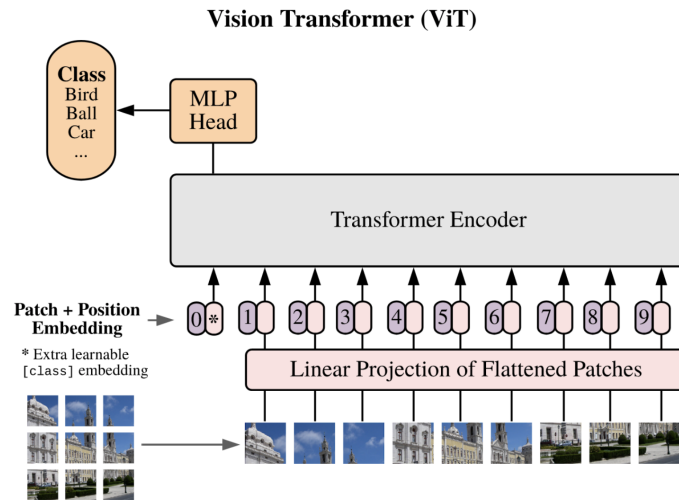 Vision Transformer (ViT)
Class
Bird
Ball
Car
...
MLP
Head
Transformer Encoder
Patch + Position
Embedding
0 * 1 2 3 4 5 6 7 8 9
* Extra learnable
[class] embedding
Linear Projection of Flattened Patches